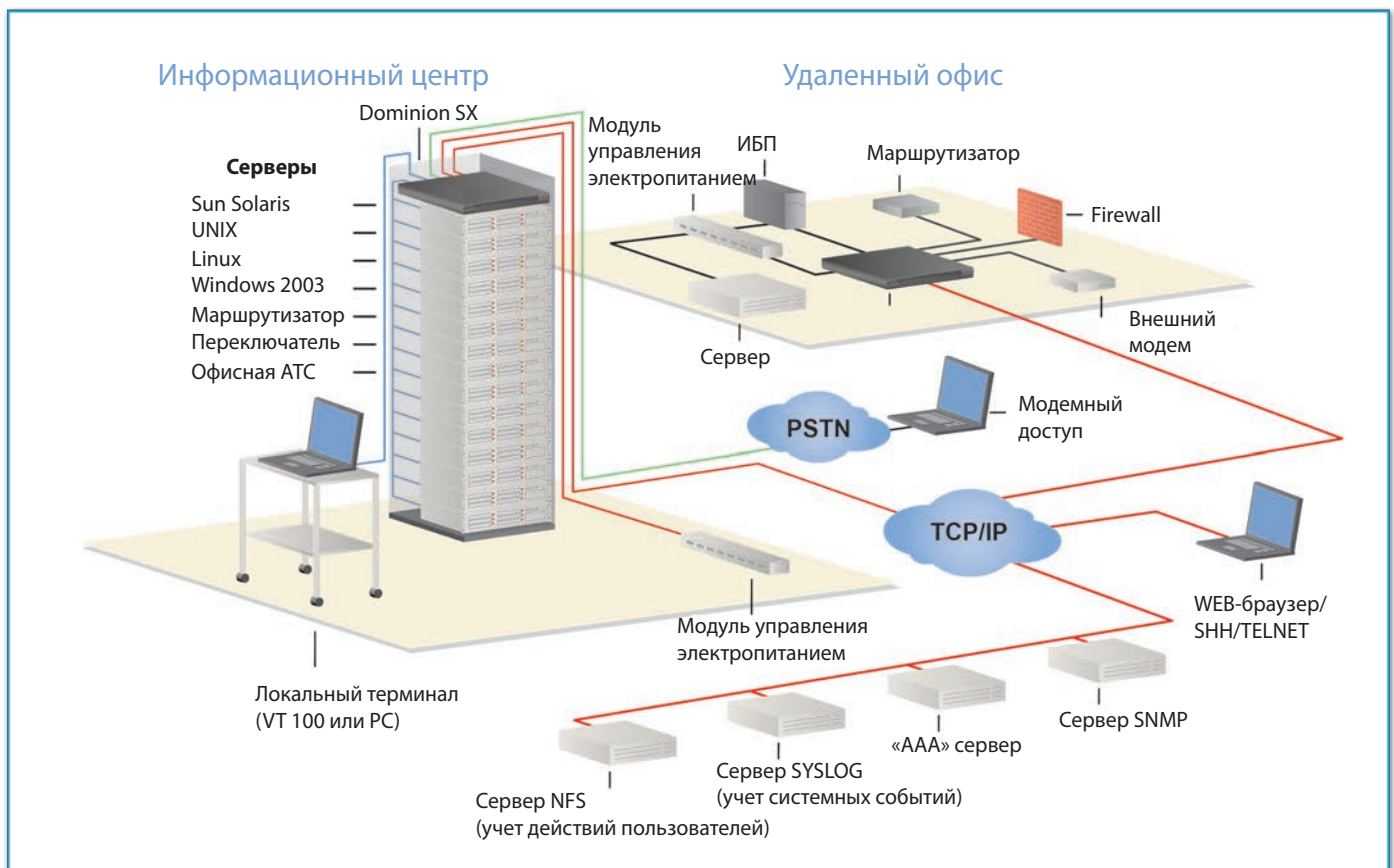 Информационный центр
Удаленный офис
Dominion SX
Серверы
Sun Solaris
UNIX
Linux
Windows 2003
Маршрутизатор
Переключатель
Офисная АТС
Модуль
управления
электропитанием
ИБП
Маршрутизатор
Firewall
Внешний
модем
Сервер
PSTN
Модемный
доступ
TCP/IP
WEB-браузер/
SHH/TELNET
Модуль управления
электропитанием
Локальный терминал
(VT 100 или PC)
Сервер SNMP
«ААА» сервер
Сервер SYSLOG
(учет системных событий)
Сервер NFS
(учет действий пользователей)